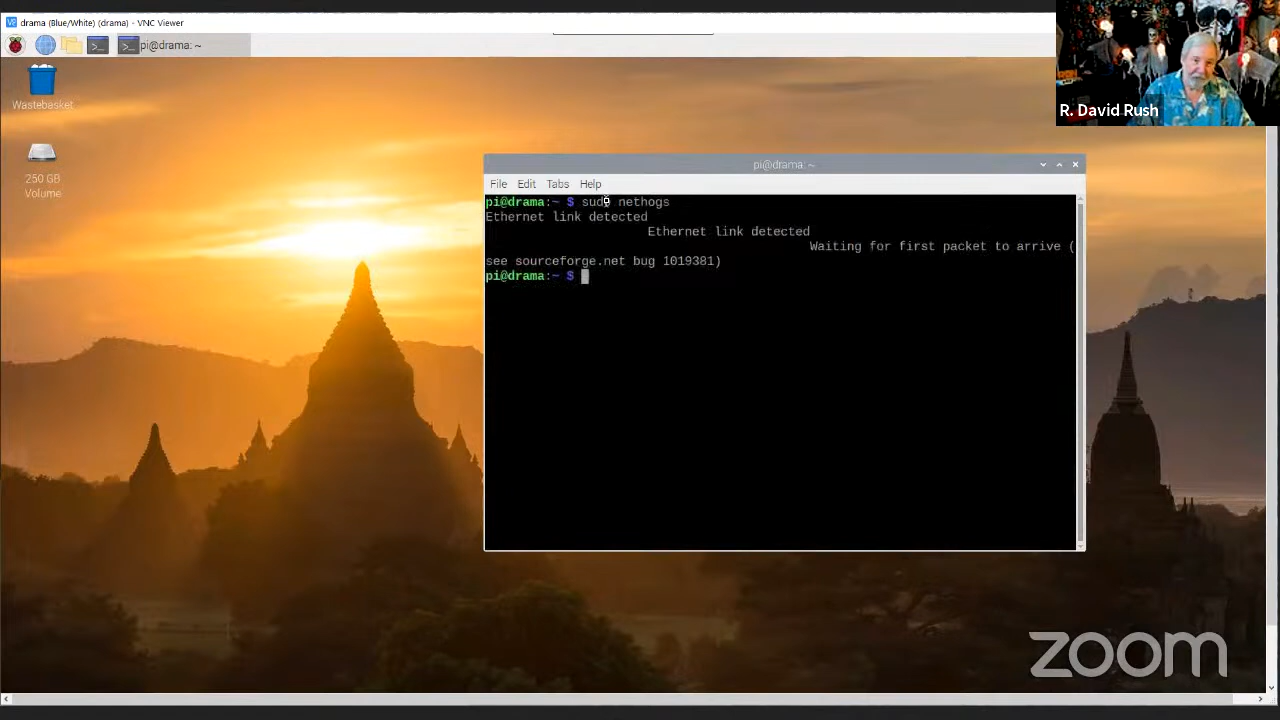 drama (Blue/White) (drama) - VNC Viewer
pi@drama: ~
Wastebasket
250 GB
Volume
R. David Rush
pi@drama: ~
File Edit Tabs Help
pi@drama:~ $ sudo nethogs
Ethernet link detected
Ethernet link detected
Waiting for first packet to arrive (
see sourceforge.net bug 1019381)
pi@drama:~ $
zoom